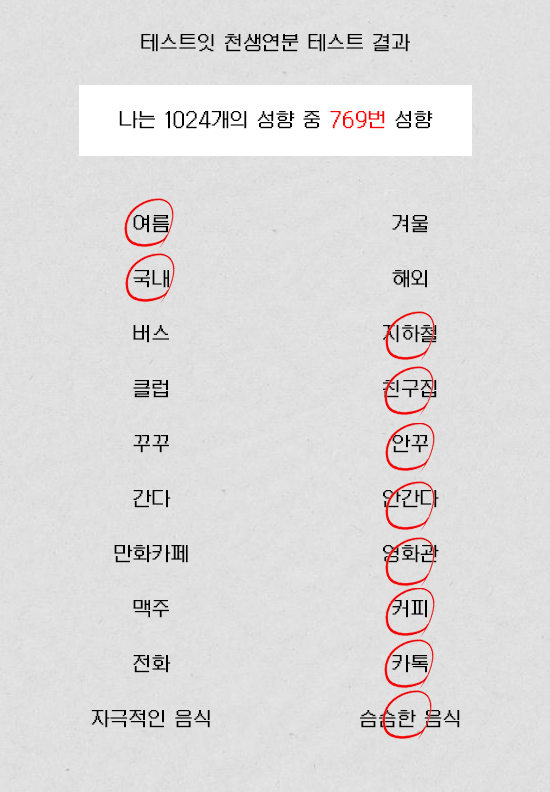 테스트잇 천생연분 테스트 결과
나는 1024개의 성향 중 769번 성향
여름 겨울
국내 해외
버스 지하철
클럽 친구집
꾸꾸 안꾸
간다 안간다
만화카페 영화관
맥주 커피
전화 카톡
자극적인 음식 슴슴한 음식